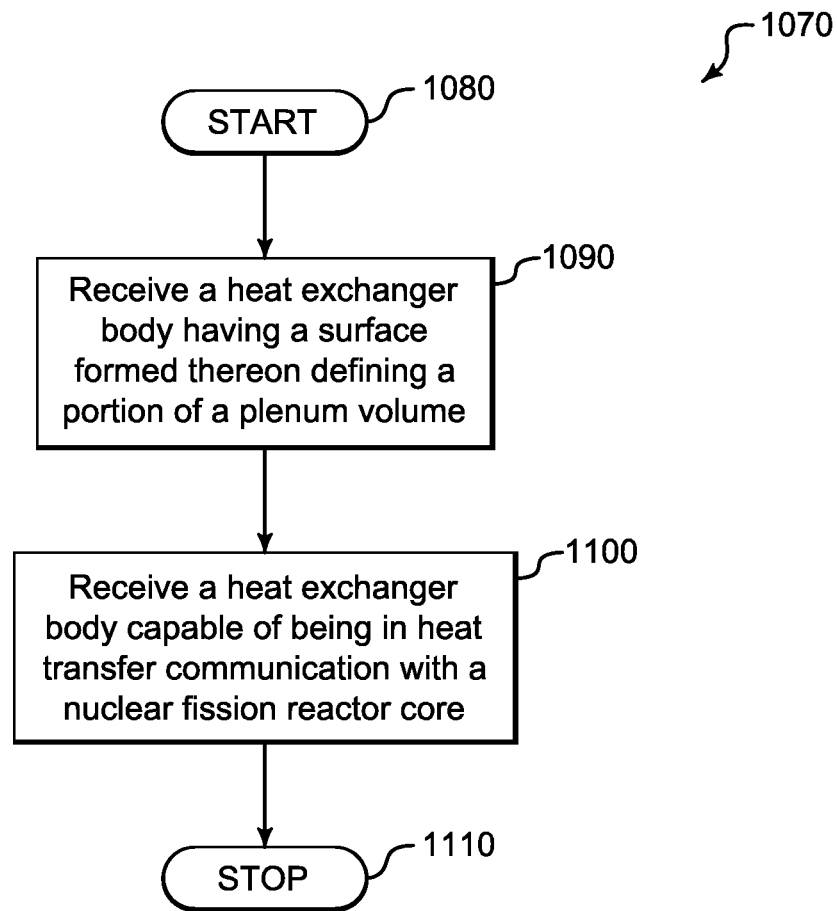 1070
START
1080
1090
Receive a heat exchanger
body having a surface
formed thereon defining a
portion of a plenum volume
1100
Receive a heat exchanger
body capable of being in heat
transfer communication with a
nuclear fission reactor core
STOP
1110